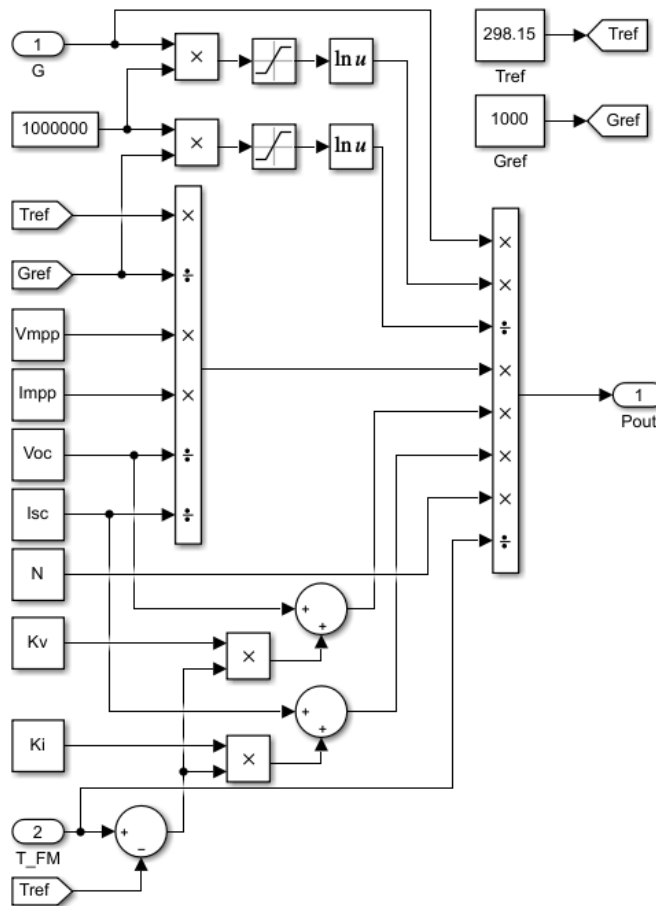 1
G
298.15
Tref
Tref
×
ln u
1000000
×
ln u
1000
Gref
Gref
Tref
×
Gref
÷
Vmpp
×
Impp
×
Voc
÷
Isc
÷
×
×
÷
×
×
×
×
÷
1
Pout
N
+
+
Kv
×
+
+
Ki
×
2
T_FM
+
−
Tref